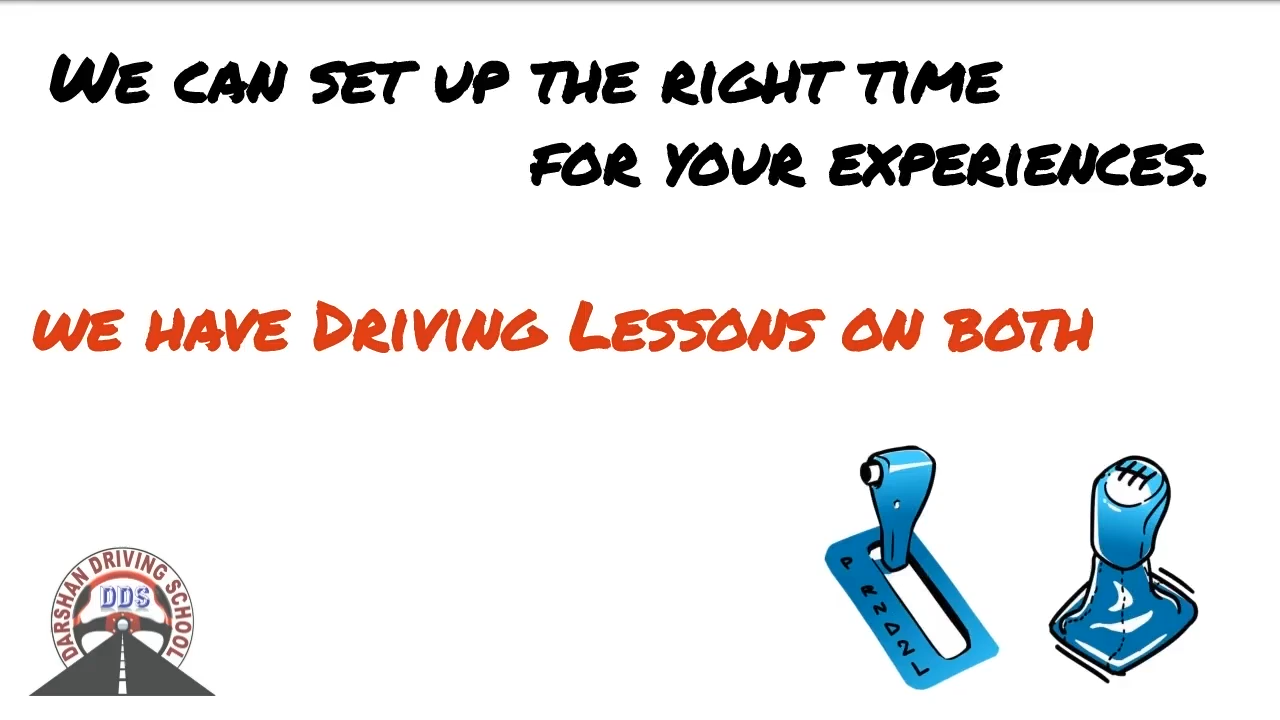 We can set up the right time
for your experiences.
we have Driving Lessons on both
DARSHAN DRIVING SCHOOL
DDS
P
R
N
D
2
L